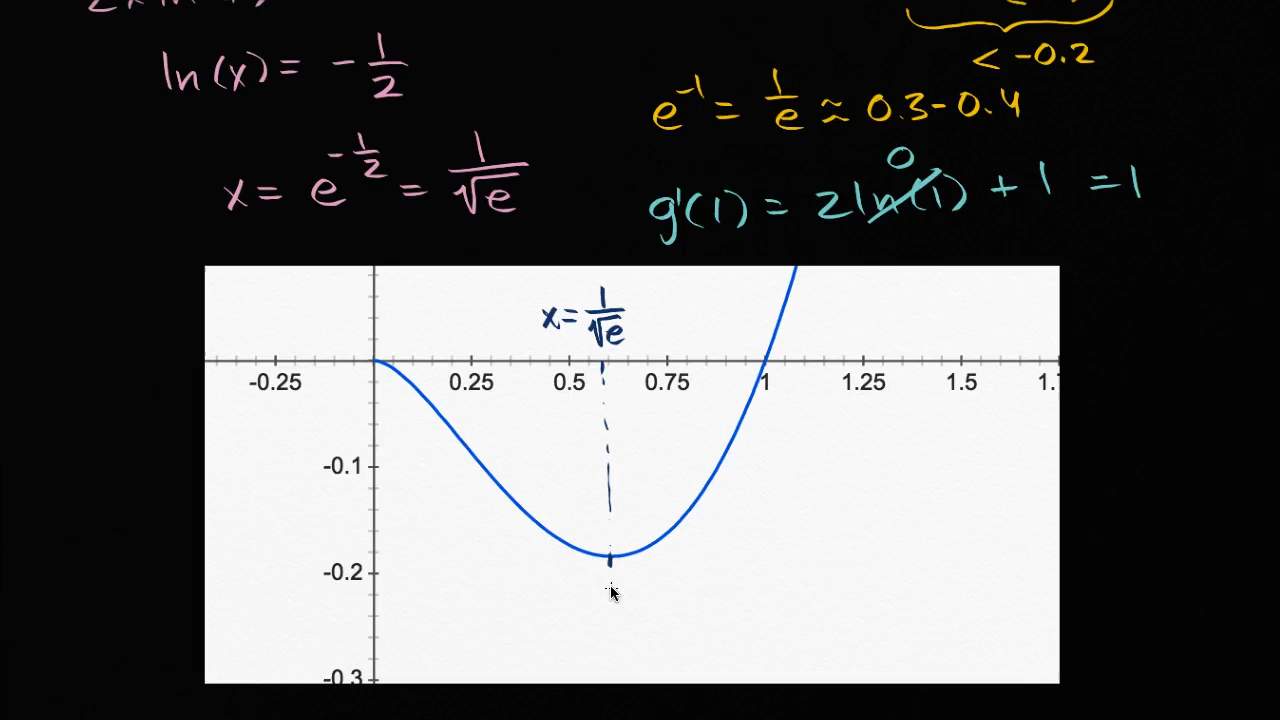 < -0.2
ln(x) = -1/2
e^-1 = 1/e ≈ 0.3-0.4
x = e^-1/2 = 1/√e
g'(1) = 2ln(1) + 1 = 1
0
x = 1/√e
-0.25 0.25 0.5 0.75 1 1.25 1.5
-0.1
-0.2
-0.3